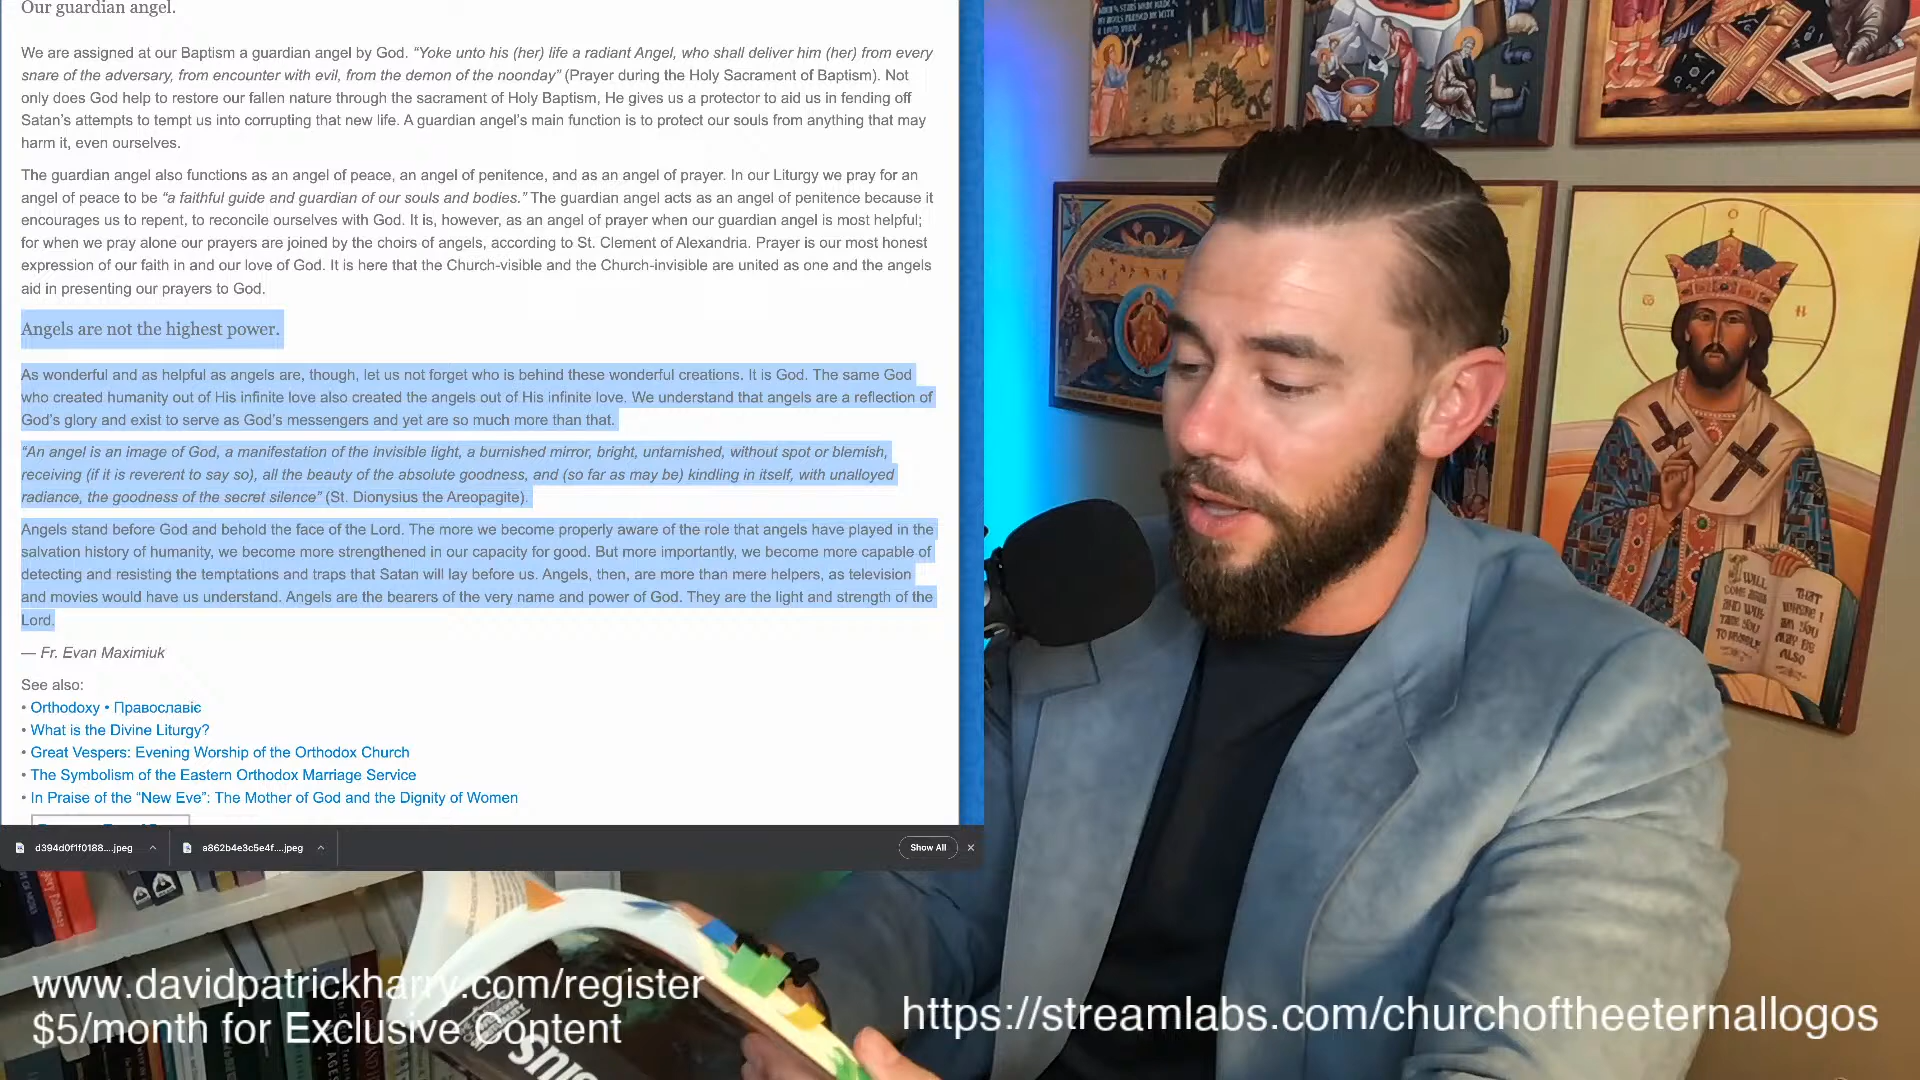 Our guardian angel.
We are assigned at our Baptism a guardian angel by God. “Yoke unto his (her) life a radiant Angel, who shall deliver him (her) from every
snare of the adversary, from encounter with evil, from the demon of the noonday” (Prayer during the Holy Sacrament of Baptism). Not
only does God help to restore our fallen nature through the sacrament of Holy Baptism, He gives us a protector to aid us in fending off
Satan’s attempts to tempt us into corrupting that new life. A guardian angel’s main function is to protect our souls from anything that may
harm it, even ourselves.
The guardian angel also functions as an angel of peace, an angel of penitence, and as an angel of prayer. In our Liturgy we pray for an
angel of peace to be “a faithful guide and guardian of our souls and bodies.” The guardian angel acts as an angel of penitence because it
encourages us to repent, to reconcile ourselves with God. It is, however, as an angel of prayer when our guardian angel is most helpful;
for when we pray alone our prayers are joined by the choirs of angels, according to St. Clement of Alexandria. Prayer is our most honest
expression of our faith in and our love of God. It is here that the Church-visible and the Church-invisible are united as one and the angels
aid in presenting our prayers to God.
Angels are not the highest power.
As wonderful and as helpful as angels are, though, let us not forget who is behind these wonderful creations. It is God. The same God
who created humanity out of His infinite love also created the angels out of His infinite love. We understand that angels are a reflection of
God’s glory and exist to serve as God’s messengers and yet are so much more than that.
“An angel is an image of God, a manifestation of the invisible light, a burnished mirror, bright, untarnished, without spot or blemish,
receiving (if it is reverent to say so), all the beauty of the absolute goodness, and (so far as may be) kindling in itself, with unalloyed
radiance, the goodness of the secret silence” (St. Dionysius the Areopagite).
Angels stand before God and behold the face of the Lord. The more we become properly aware of the role that angels have played in the
salvation history of humanity, we become more strengthened in our capacity for good. But more importantly, we become more capable of
detecting and resisting the temptations and traps that Satan will lay before us. Angels, then, are more than mere helpers, as television
and movies would have us understand. Angels are the bearers of the very name and power of God. They are the light and strength of the
Lord.
— Fr. Evan Maximiuk
See also:
• Orthodoxy • Православіє
• What is the Divine Liturgy?
• Great Vespers: Evening Worship of the Orthodox Church
• The Symbolism of the Eastern Orthodox Marriage Service
• In Praise of the “New Eve”: The Mother of God and the Dignity of Women
d394d0f1f0188....jpeg
a862b4e3c5e4f....jpeg
Show All
I WILL
COME AGAIN
AND WILL
TAKE YOU
TO MYSELF
THAT
WHERE I
AM YOU
MAY BE
ALSO
www.davidpatrickharry.com/register
$5/month for Exclusive Content
https://streamlabs.com/churchoftheeternallogos